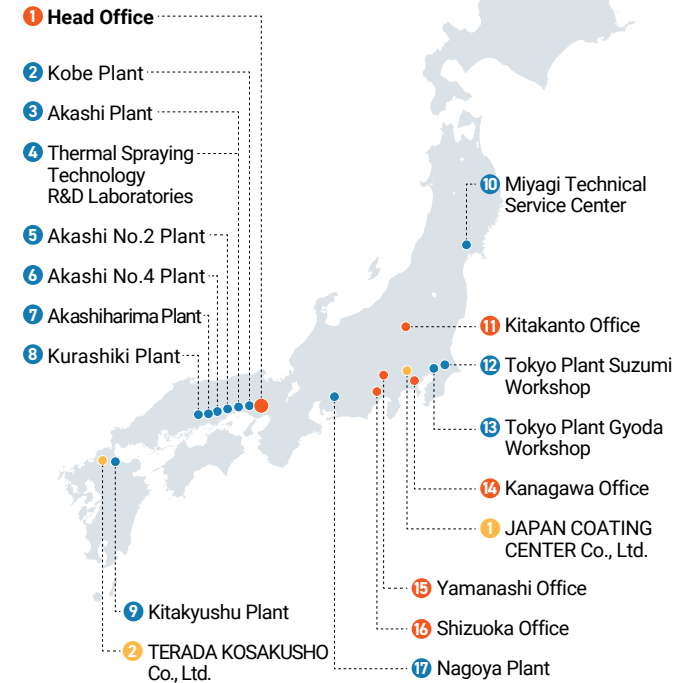 1 Head Office
2 Kobe Plant
3 Akashi Plant
4 Thermal Spraying
Technology
R&D Laboratories
5 Akashi No.2 Plant
6 Akashi No.4 Plant
7 Akashiharima Plant
8 Kurashiki Plant
9 Kitakyushu Plant
2 TERADA KOSAKUSHO
Co., Ltd.
10 Miyagi Technical
Service Center
11 Kitakanto Office
12 Tokyo Plant Suzumi
Workshop
13 Tokyo Plant Gyoda
Workshop
14 Kanagawa Office
1 JAPAN COATING
CENTER Co., Ltd.
15 Yamanashi Office
16 Shizuoka Office
17 Nagoya Plant